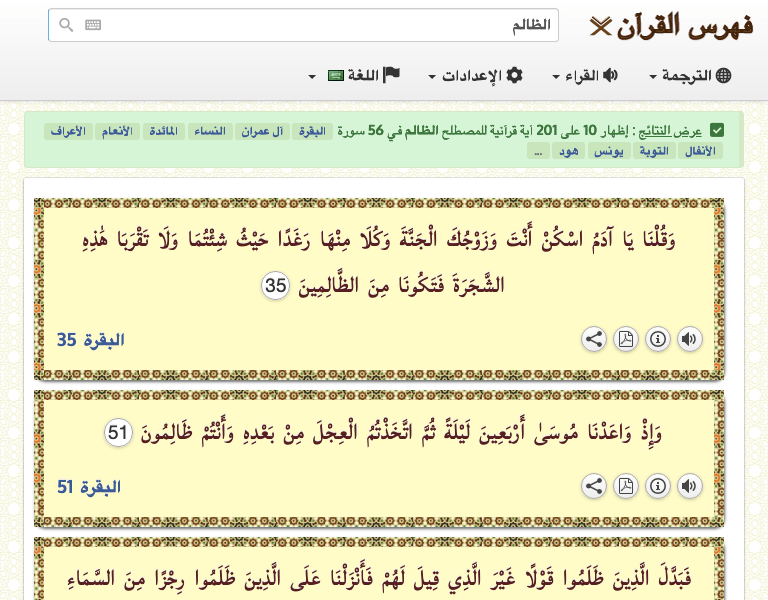 فهرس القرآن
الظالم
الترجمة
القراء
الإعدادات
اللغة
عرض النتائج : إظهار 10 على 201 آية قرآنية للمصطلح الظالم في 56 سورة البقرة آل عمران النساء المائدة الأنعام الأعراف
الأنفال التوبة يونس هود ...
وَقُلْنَا يَا آدَمُ اسْكُنْ أَنْتَ وَزَوْجُكَ الْجَنَّةَ وَكُلَا مِنْهَا رَغَدًا حَيْثُ شِئْتُمَا وَلَا تَقْرَبَا هَٰذِهِ
الشَّجَرَةَ فَتَكُونَا مِنَ الظَّالِمِينَ 35
البقرة 35
وَإِذْ وَاعَدْنَا مُوسَىٰ أَرْبَعِينَ لَيْلَةً ثُمَّ اتَّخَذْتُمُ الْعِجْلَ مِنْ بَعْدِهِ وَأَنْتُمْ ظَالِمُونَ 51
البقرة 51
فَبَدَّلَ الَّذِينَ ظَلَمُوا قَوْلًا غَيْرَ الَّذِي قِيلَ لَهُمْ فَأَنْزَلْنَا عَلَى الَّذِينَ ظَلَمُوا رِجْزًا مِنَ السَّمَاءِ